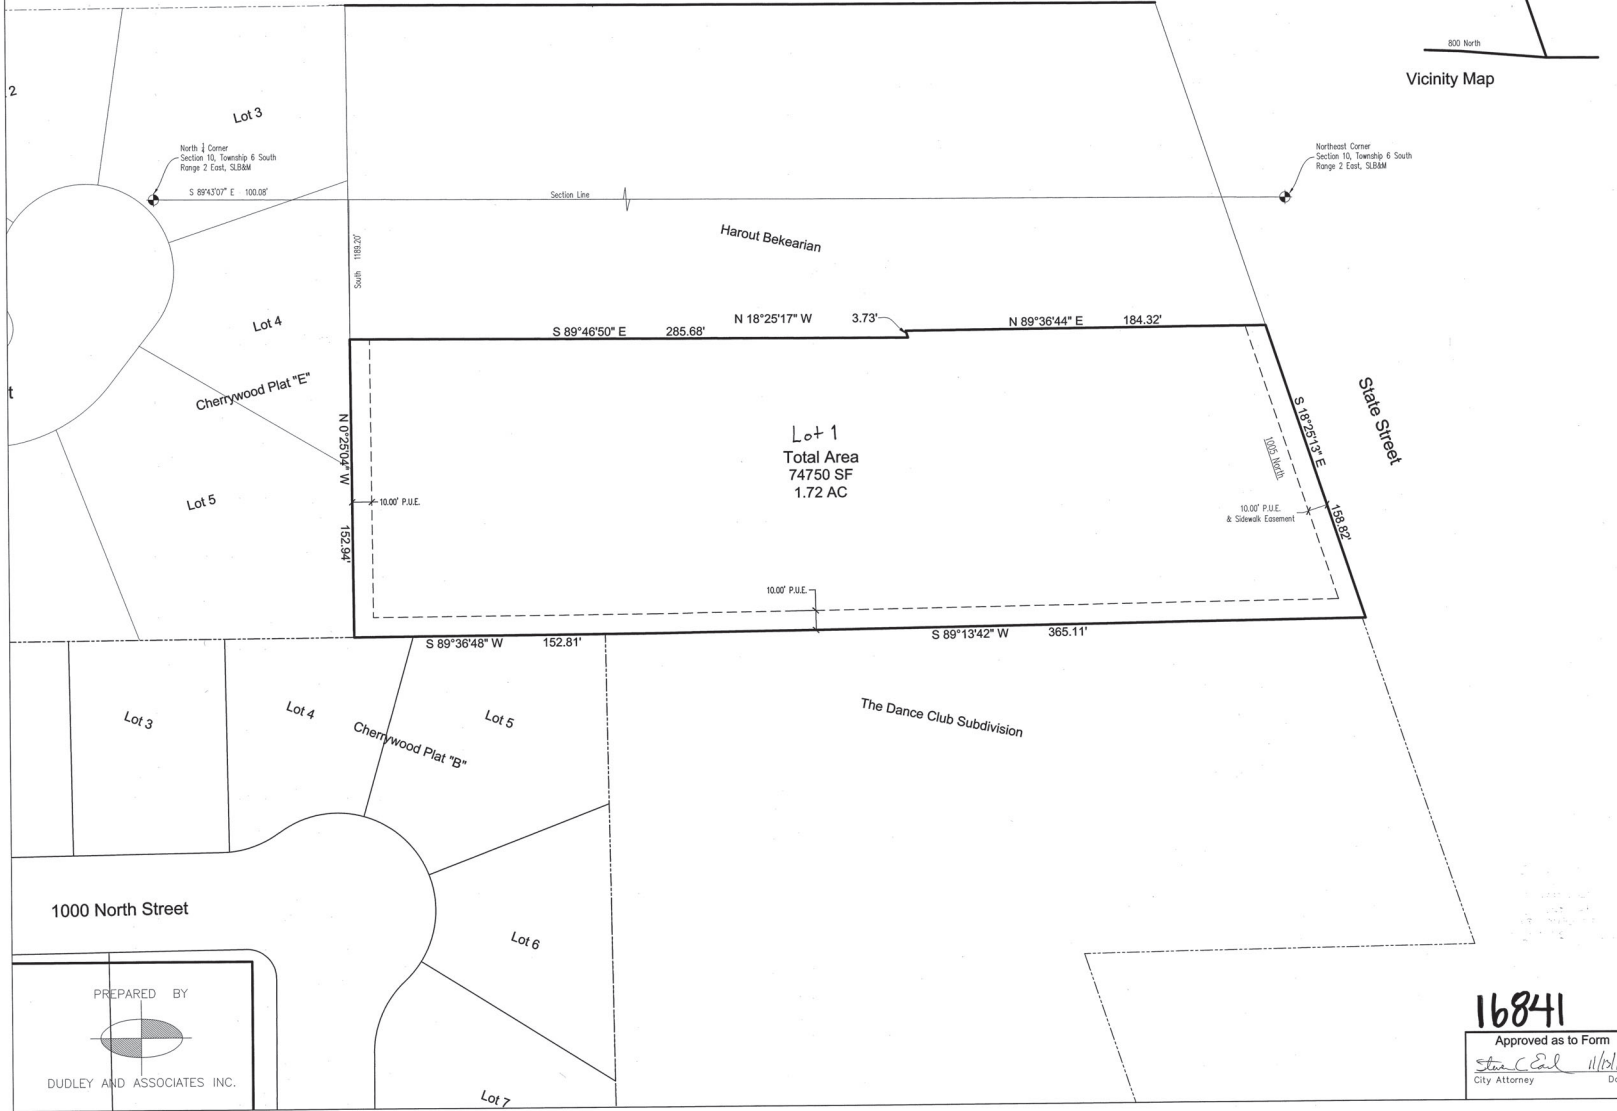 800 North
Vicinity Map
2
Lot 3
North ¼ Corner
Section 10, Township 6 South
Range 2 East, SLB&M
S 89°43'07" E 100.08'
Section Line
Northeast Corner
Section 10, Township 6 South
Range 2 East, SLB&M
South 1189.20'
Harout Bekearian
Lot 4
S 89°46'50" E 285.68'
N 18°25'17" W 3.73'
N 89°36'44" E 184.32'
Cherrywood Plat "E"
t
N 0°25'04" W 152.94'
Lot 1
Total Area
74750 SF
1.72 AC
S 18°25'13" E 158.82'
State Street
1005 North
Lot 5
10.00' P.U.E.
10.00' P.U.E.
& Sidewalk Easement
10.00' P.U.E.
S 89°36'48" W 152.81'
S 89°13'42" W 365.11'
Lot 3
Lot 4
Lot 5
Cherrywood Plat "B"
The Dance Club Subdivision
1000 North Street
Lot 6
PREPARED BY
DUDLEY AND ASSOCIATES INC.
Lot 7
16841
Approved as to Form
City Attorney